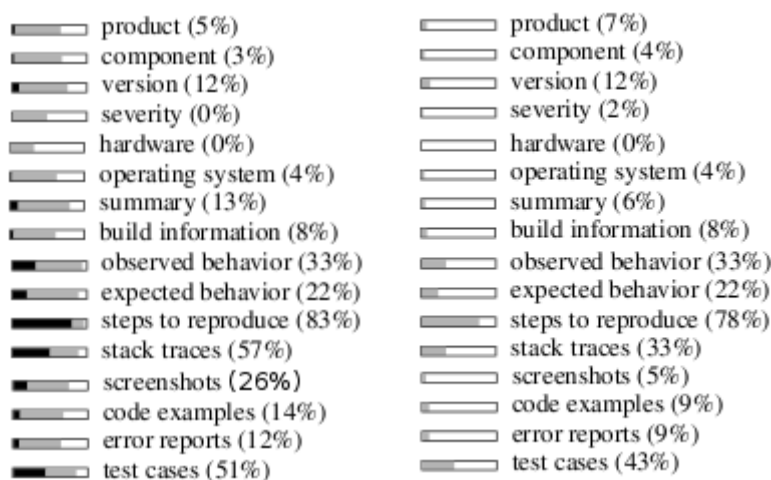 product (5%)
component (3%)
version (12%)
severity (0%)
hardware (0%)
operating system (4%)
summary (13%)
build information (8%)
observed behavior (33%)
expected behavior (22%)
steps to reproduce (83%)
stack traces (57%)
screenshots (26%)
code examples (14%)
error reports (12%)
test cases (51%)
product (7%)
component (4%)
version (12%)
severity (2%)
hardware (0%)
operating system (4%)
summary (6%)
build information (8%)
observed behavior (33%)
expected behavior (22%)
steps to reproduce (78%)
stack traces (33%)
screenshots (5%)
code examples (9%)
error reports (9%)
test cases (43%)